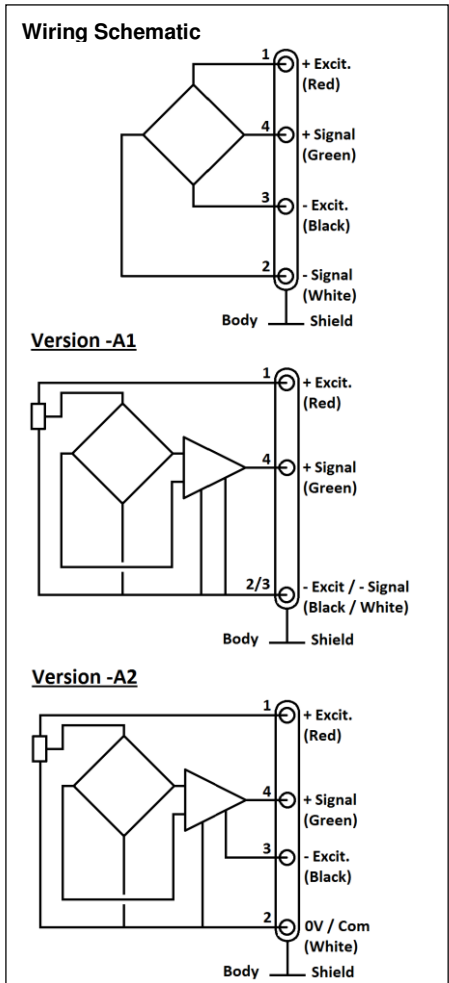 Wiring Schematic
1 + Excit.
(Red)
4 + Signal
(Green)
3 - Excit.
(Black)
2 - Signal
(White)
Body Shield
Version -A1
1 + Excit.
(Red)
4 + Signal
(Green)
2/3 - Excit / - Signal
(Black / White)
Body Shield
Version -A2
1 + Excit.
(Red)
4 + Signal
(Green)
3 - Excit.
(Black)
2 0V / Com
(White)
Body Shield